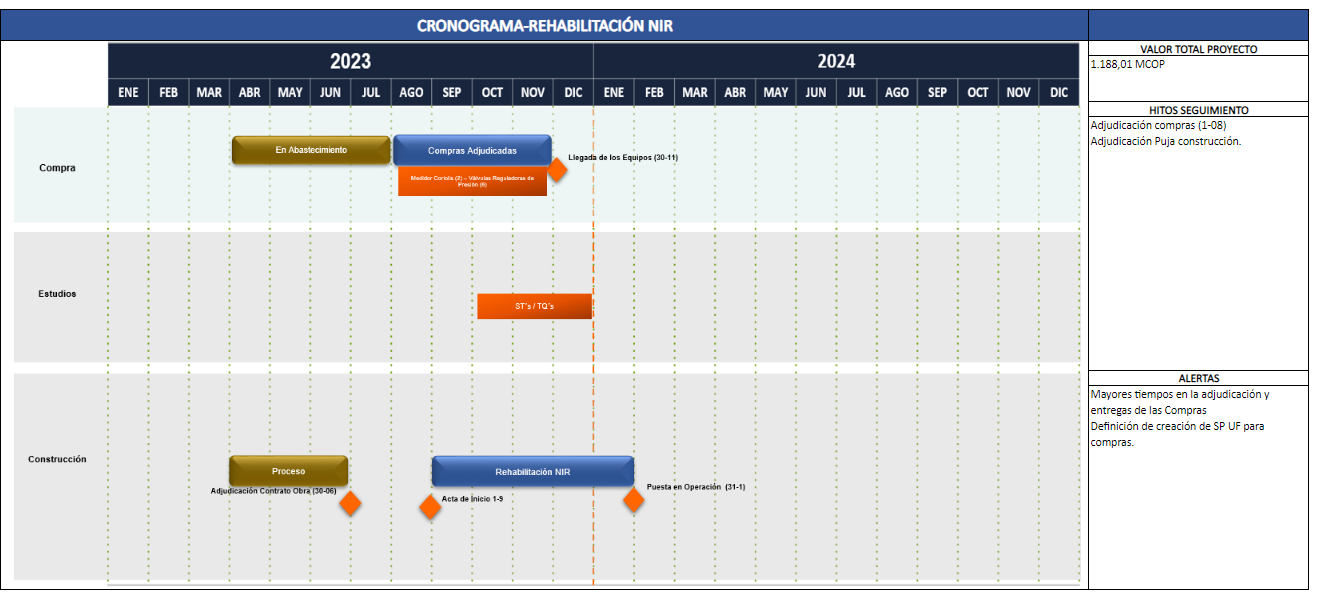 CRONOGRAMA-REHABILITACIÓN NIR
2023
2024
ENE FEB MAR ABR MAY JUN JUL AGO SEP OCT NOV DIC ENE FEB MAR ABR MAY JUN JUL AGO SEP OCT NOV DIC
VALOR TOTAL PROYECTO
1.188,01 MCOP
HITOS SEGUIMIENTO
Adjudicación compras (1-08)
Adjudicación Puja construcción.
ALERTAS
Mayores tiempos en la adjudicación y
entregas de las Compras
Definición de creación de SP UF para
compras.
Compra
En Abastecimiento
Compras Adjudicadas
Llegada de los Equipos (30-11)
Medidor Coriolis (2) – Válvulas Reguladoras de
Presión (6)
Estudios
ST's / TQ's
Construcción
Proceso
Rehabilitación NIR
Adjudicación Contrato Obra (30-06)
Acta de Inicio 1-9
Puesta en Operación (31-1)